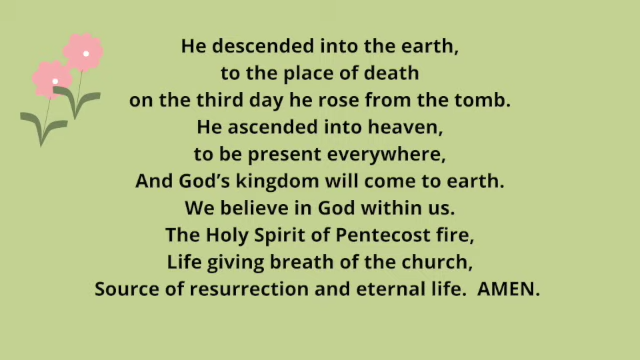 He descended into the earth,
to the place of death
on the third day he rose from the tomb.
He ascended into heaven,
to be present everywhere,
And God’s kingdom will come to earth.
We believe in God within us.
The Holy Spirit of Pentecost fire,
Life giving breath of the church,
Source of resurrection and eternal life.  AMEN.